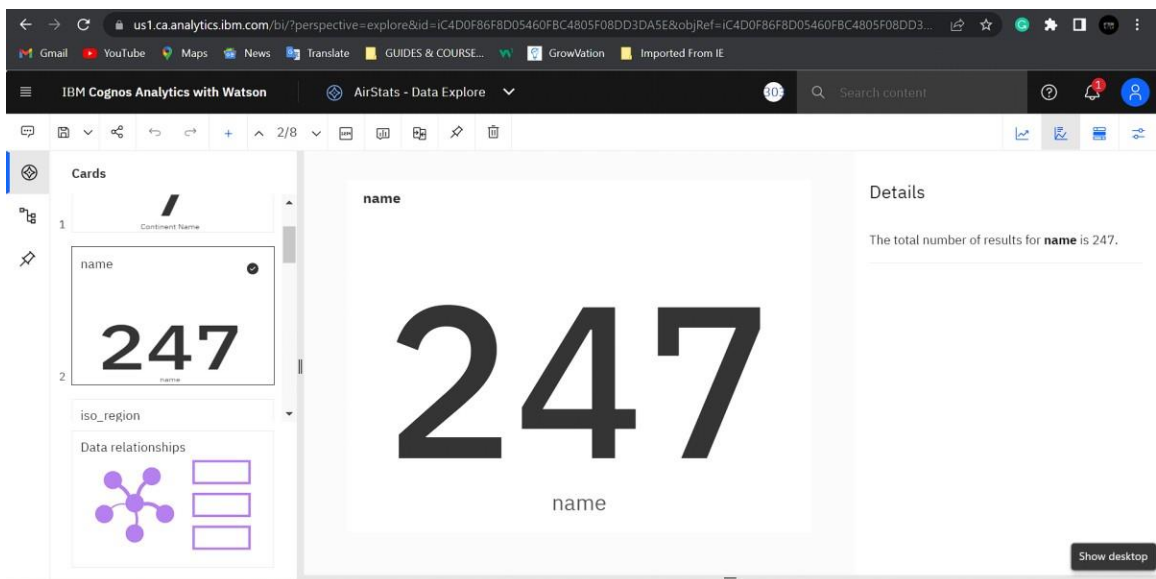 us1.ca.analytics.ibm.com/bi/?perspective=explore&id=iC4D0F86F8D05460FBC4805F08DD3DA5E&objRef=iC4D0F86F8D05460FBC4805F08DD3...
Gmail YouTube Maps News Translate GUIDES & COURSE... GrowVation Imported From IE
IBM Cognos Analytics with Watson AirStats - Data Explore 303 Search content 1
2/8
Cards
7
1
Continent Name
name
247
2
name
iso_region
Data relationships
name
247
name
Details
The total number of results for name is 247.
Show desktop